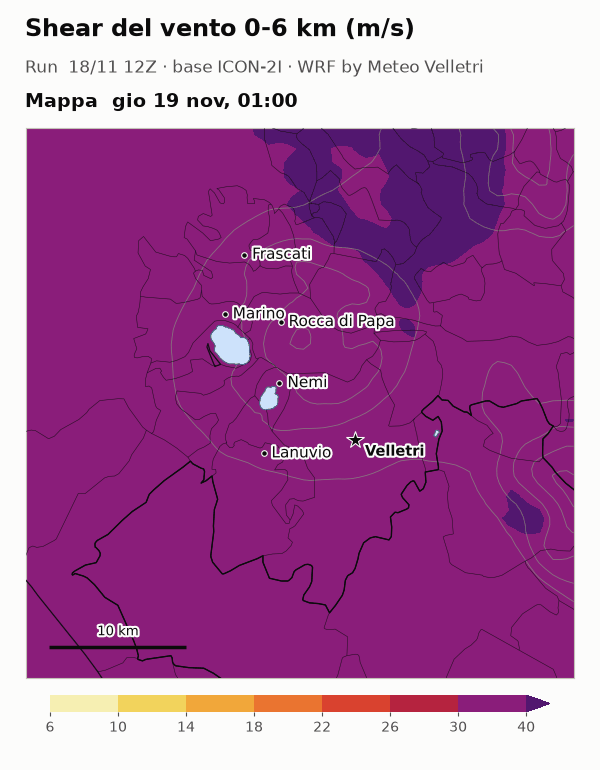 Shear del vento 0-6 km (m/s)
Run  18/11 12Z · base ICON-2I · WRF by Meteo Velletri
Mappa  gio 19 nov, 01:00
Frascati
Marino
Rocca di Papa
Nemi
Velletri
Lanuvio
10 km
6 10 14 18 22 26 30 40